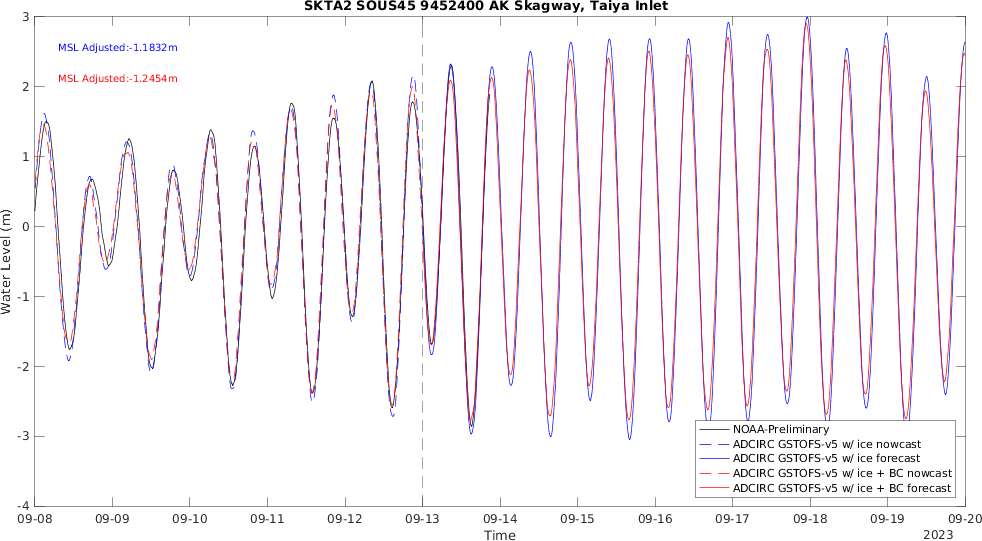 SKTA2 SOUS45 9452400 AK Skagway, Taiya Inlet
MSL Adjusted:-1.1832m
MSL Adjusted:-1.2454m
Water Level (m)
3
2
1
0
-1
-2
-3
-4
NOAA-Preliminary
ADCIRC GSTOFS-v5 w/ ice nowcast
ADCIRC GSTOFS-v5 w/ ice forecast
ADCIRC GSTOFS-v5 w/ ice + BC nowcast
ADCIRC GSTOFS-v5 w/ ice + BC forecast
09-08 09-09 09-10 09-11 09-12 09-13 09-14 09-15 09-16 09-17 09-18 09-19 09-20
Time
2023